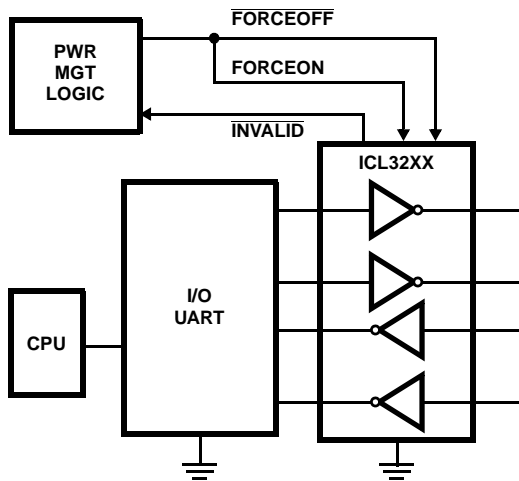 FORCEOFF
PWR
MGT
LOGIC
FORCEON
INVALID
ICL32XX
I/O
UART
CPU